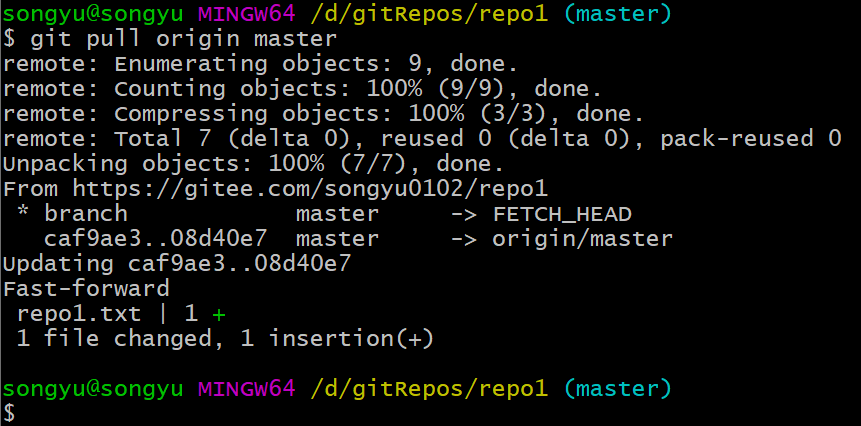 songyu@songyu MINGW64 /d/gitRepos/repo1 (master)
$ git pull origin master
remote: Enumerating objects: 9, done.
remote: Counting objects: 100% (9/9), done.
remote: Compressing objects: 100% (3/3), done.
remote: Total 7 (delta 0), reused 0 (delta 0), pack-reused 0
Unpacking objects: 100% (7/7), done.
From https://gitee.com/songyu0102/repo1
 * branch            master     -> FETCH_HEAD
   caf9ae3..08d40e7  master     -> origin/master
Updating caf9ae3..08d40e7
Fast-forward
 repo1.txt | 1 +
 1 file changed, 1 insertion(+)
songyu@songyu MINGW64 /d/gitRepos/repo1 (master)
$